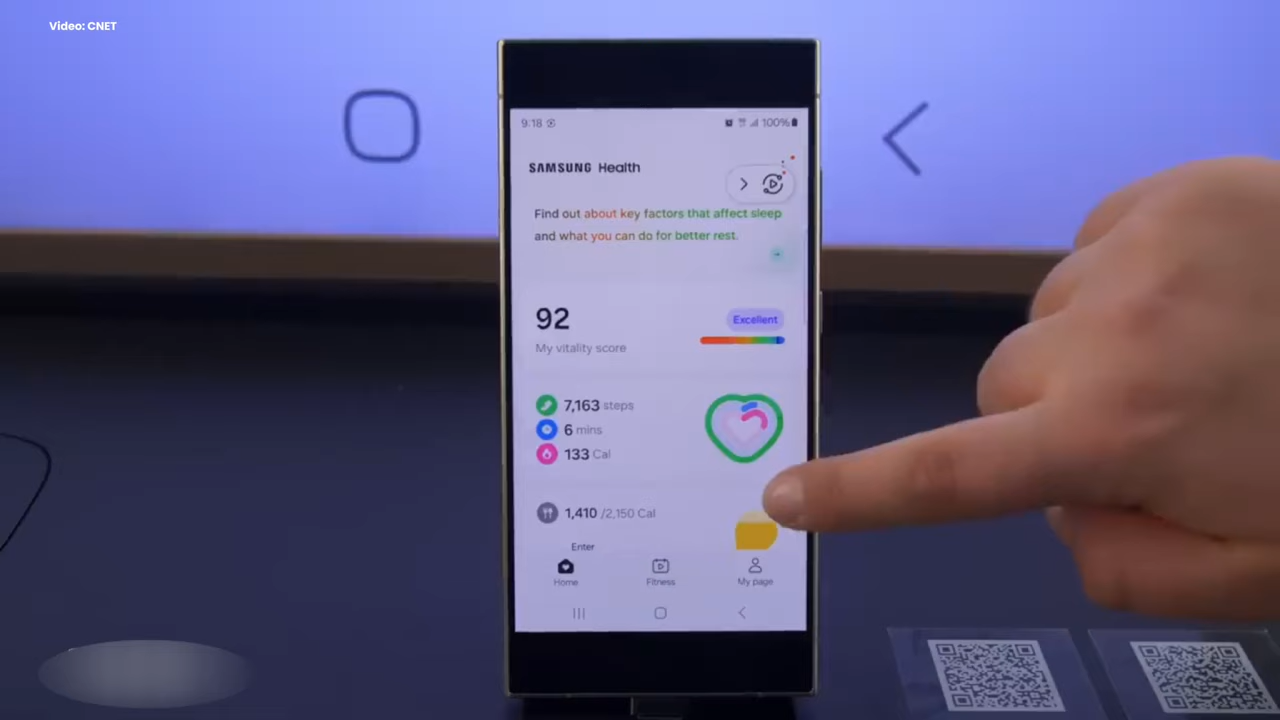 Video: CNET
9:18
100%
SAMSUNG Health
Find out about key factors that affect sleep
and what you can do for better rest.
92
Excellent
My vitality score
7,163 steps
6 mins
133 Cal
1,410 /2,150 Cal
Enter
Home
Fitness
My page